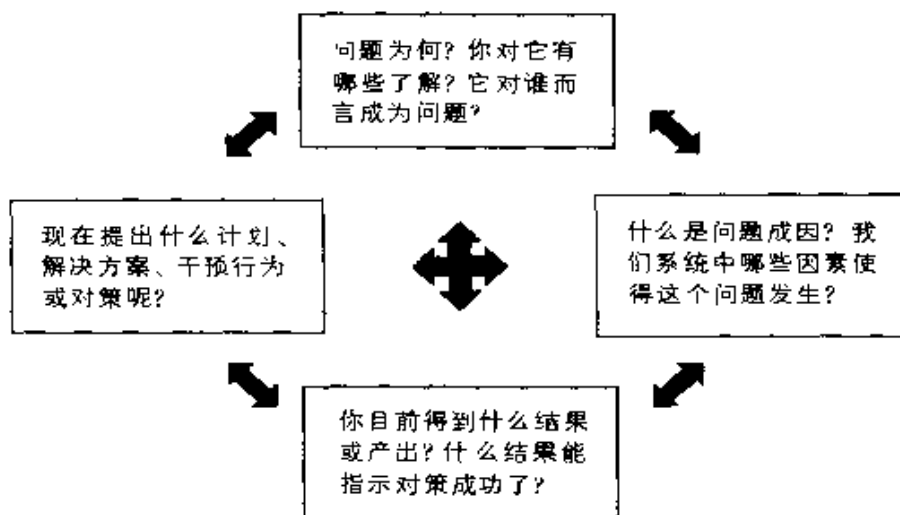 问题为何？你对它有
哪些了解？它对谁而
言成为问题？
现在提出什么计划、
解决方案、干预行为
或对策呢？
什么是问题成因？我
们系统中哪些因素使
得这个问题发生？
你目前得到什么结果
或产出？什么结果能
指示对策成功了？